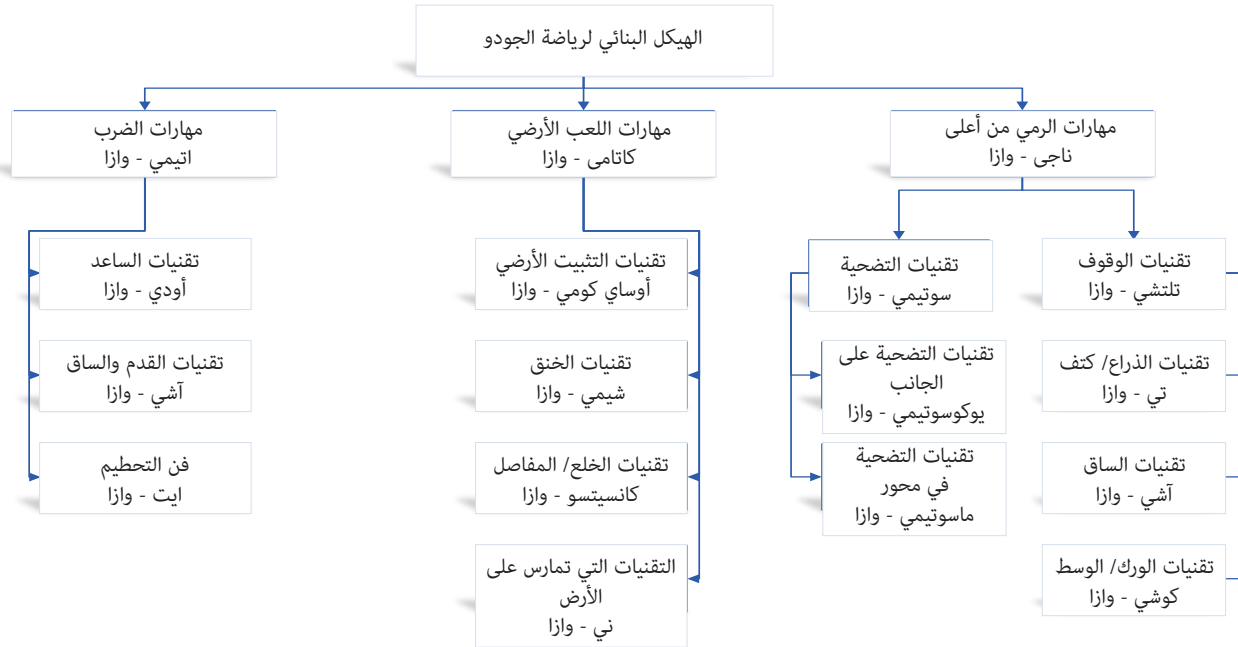 الهيكل البنائي لرياضة الجودو
مهارات الرمي من أعلى
ناجى - وازا
مهارات اللعب الأرضي
كاتامى - وازا
مهارات الضرب
اتيمي - وازا
تقنيات الوقوف
تلتشي - وازا
تقنيات الذراع/ كتف
تي - وازا
تقنيات الساق
آشي - وازا
تقنيات الورك/ الوسط
كوشي - وازا
تقنيات التضحية
سوتيمي - وازا
تقنيات التضحية على
الجانب
يوكوسوتيمي - وازا
تقنيات التضحية
في محور
ماسوتيمي - وازا
تقنيات التثبيت الأرضي
أوساي كومي - وازا
تقنيات الخنق
شيمي - وازا
تقنيات الخلع/ المفاصل
كانسيتسو - وازا
التقنيات التي تمارس على
الأرض
ني - وازا
تقنيات الساعد
أودي - وازا
تقنيات القدم والساق
آشي - وازا
فن التحطيم
ايت - وازا